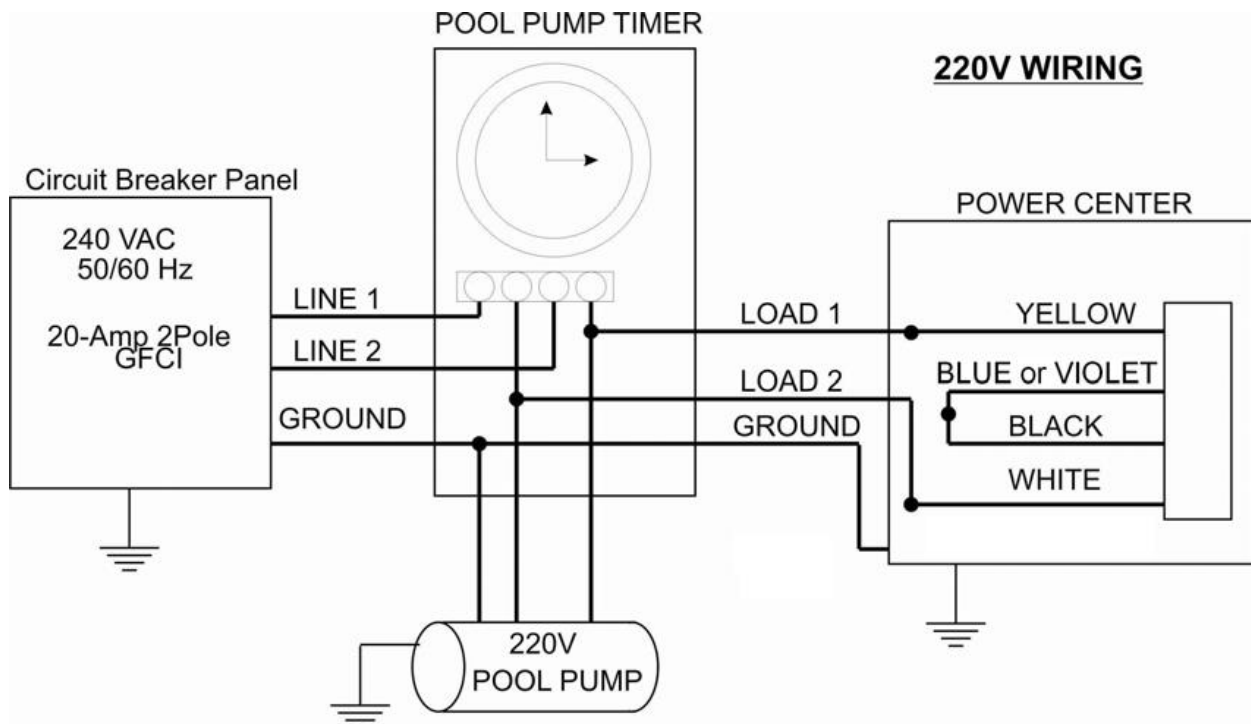 POOL PUMP TIMER
220V WIRING
Circuit Breaker Panel
240 VAC
50/60 Hz
20-Amp 2Pole
GFCI
LINE 1
LINE 2
GROUND
POWER CENTER
LOAD 1
YELLOW
BLUE or VIOLET
LOAD 2
BLACK
GROUND
WHITE
220V
POOL PUMP